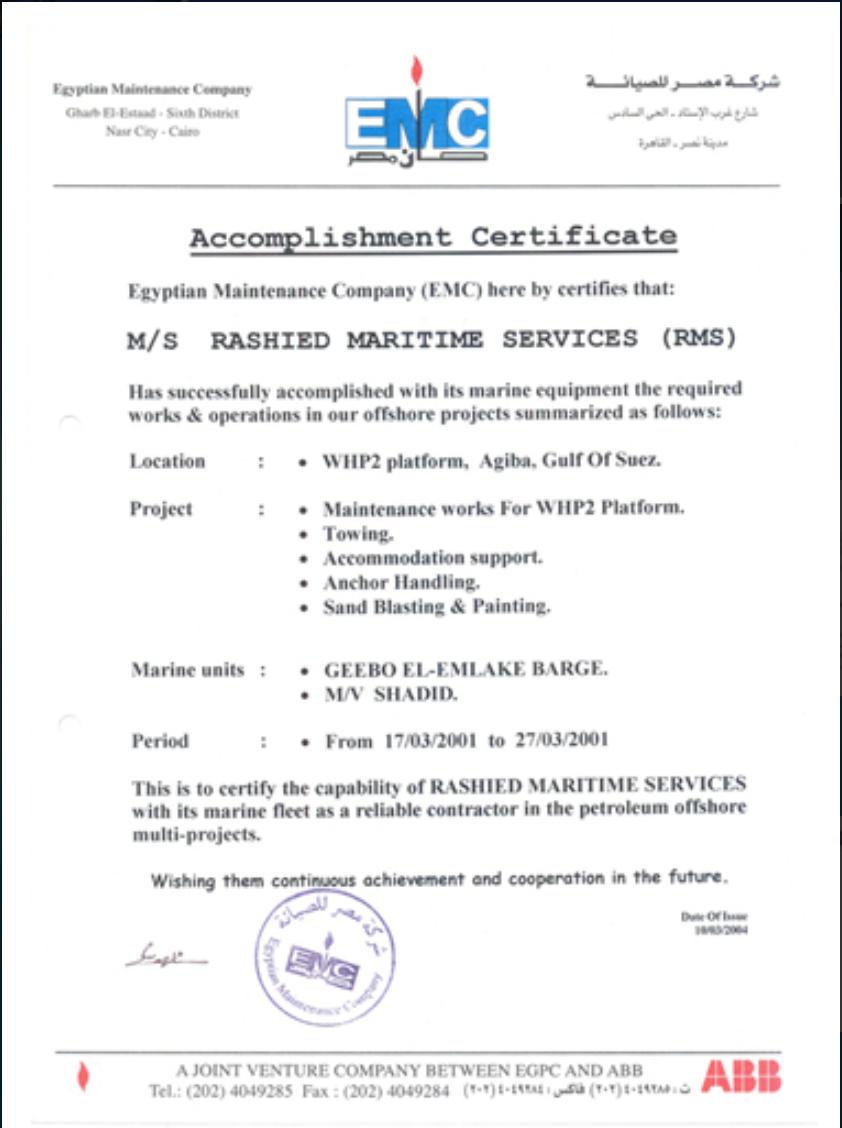 Egyptian Maintenance Company
Gharb El-Estaad - Sixth District
Nasr City - Cairo
EMC
صان مصر
شركة مصر للصيانة
شارع غرب الإستاد - الحى السادس
مدينة نصر - القاهرة
Accomplishment Certificate
Egyptian Maintenance Company (EMC) here by certifies that:
M/S RASHIED MARITIME SERVICES (RMS)
Has successfully accomplished with its marine equipment the required
works & operations in our offshore projects summarized as follows:
Location : • WHP2 platform, Agiba, Gulf Of Suez.
Project : • Maintenance works For WHP2 Platform.
• Towing.
• Accommodation support.
• Anchor Handling.
• Sand Blasting & Painting.
Marine units : • GEEBO EL-EMLAKE BARGE.
• M/V SHADID.
Period : • From 17/03/2001 to 27/03/2001
This is to certify the capability of RASHIED MARITIME SERVICES
with its marine fleet as a reliable contractor in the petroleum offshore
multi-projects.
Wishing them continuous achievement and cooperation in the future.
Date Of Issue
10/03/2004
شركة مصر للصيانة
EMC
Egyptian Maintenance Company
A JOINT VENTURE COMPANY BETWEEN EGPC AND ABB
Tel.: (202) 4049285 Fax : (202) 4049284 ت : ٤٠٤٩٢٨٥ (٢٠٢) فاكس : ٤٠٤٩٢٨٤ (٢٠٢)
ABB